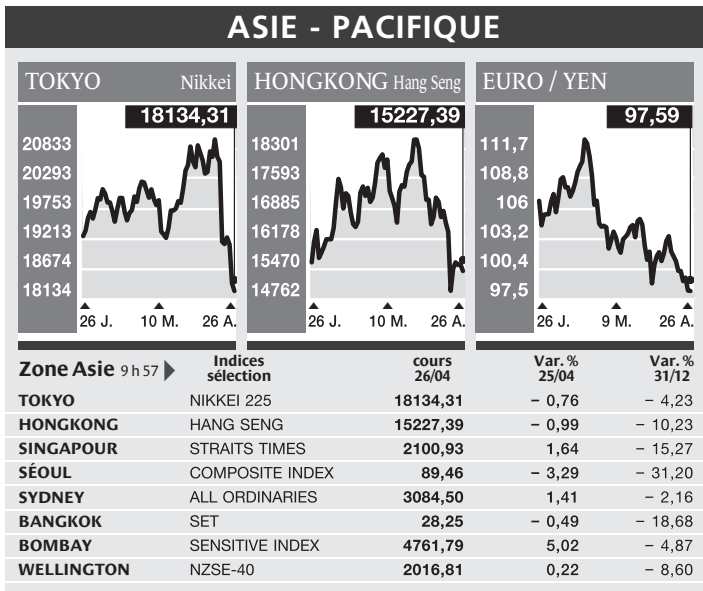 ASIE - PACIFIQUE
TOKYO Nikkei
18134,31
20833
20293
19753
19213
18674
18134
26 J. 10 M. 26 A.
HONGKONG Hang Seng
15227,39
18301
17593
16885
16178
15470
14762
26 J. 10 M. 26 A.
EURO / YEN
97,59
111,7
108,8
106
103,2
100,4
97,5
26 J. 9 M. 26 A.
Zone Asie 9 h 57 Indices sélection cours 26/04 Var. % 25/04 Var. % 31/12
TOKYO NIKKEI 225 18134,31 – 0,76 – 4,23
HONGKONG HANG SENG 15227,39 – 0,99 – 10,23
SINGAPOUR STRAITS TIMES 2100,93 1,64 – 15,27
SÉOUL COMPOSITE INDEX 89,46 – 3,29 – 31,20
SYDNEY ALL ORDINARIES 3084,50 1,41 – 2,16
BANGKOK SET 28,25 – 0,49 – 18,68
BOMBAY SENSITIVE INDEX 4761,79 5,02 – 4,87
WELLINGTON NZSE-40 2016,81 0,22 – 8,60